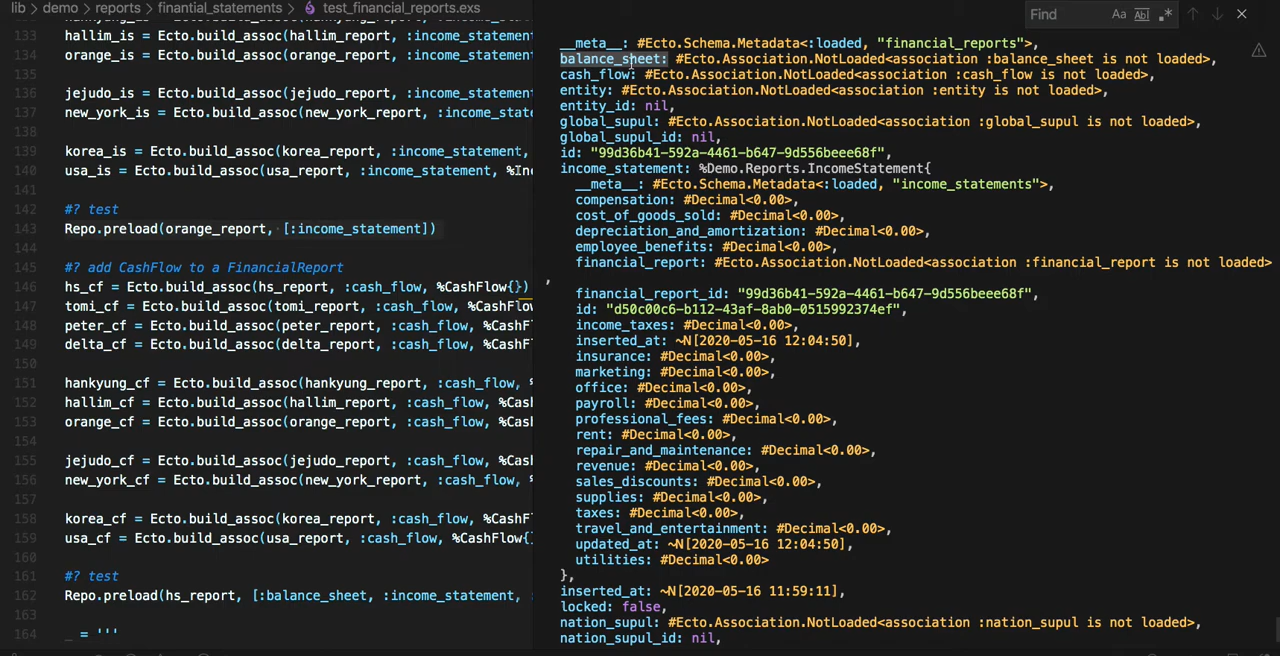 lib > demo > reports > finantial_statements > test_financial_reports.exs
133 hallim_is = Ecto.build_assoc(hallim_report, :income_statem
134 orange_is = Ecto.build_assoc(orange_report, :income_statem
135
136 jejudo_is = Ecto.build_assoc(jejudo_report, :income_statem
137 new_york_is = Ecto.build_assoc(new_york_report, :income_state
138
139 korea_is = Ecto.build_assoc(korea_report, :income_statement,
140 usa_is = Ecto.build_assoc(usa_report, :income_statement, %Inc
141
142 #? test
143 Repo.preload(orange_report, [:income_statement])
144
145 #? add CashFlow to a FinancialReport
146 hs_cf = Ecto.build_assoc(hs_report, :cash_flow, %CashFlow{})
147 tomi_cf = Ecto.build_assoc(tomi_report, :cash_flow, %CashFlow
148 peter_cf = Ecto.build_assoc(peter_report, :cash_flow, %CashFl
149 delta_cf = Ecto.build_assoc(delta_report, :cash_flow, %CashFl
150
151 hankyung_cf = Ecto.build_assoc(hankyung_report, :cash_flow, %
152 hallim_cf = Ecto.build_assoc(hallim_report, :cash_flow, %Cash
153 orange_cf = Ecto.build_assoc(orange_report, :cash_flow, %Cash
154
155 jejudo_cf = Ecto.build_assoc(jejudo_report, :cash_flow, %Cash
156 new_york_cf = Ecto.build_assoc(new_york_report, :cash_flow, %
157
158 korea_cf = Ecto.build_assoc(korea_report, :cash_flow, %CashFl
159 usa_cf = Ecto.build_assoc(usa_report, :cash_flow, %CashFlow{}
160
161 #? test
162 Repo.preload(hs_report, [:balance_sheet, :income_statement, :
163
164 _ = '''
Find Aa Ab .*
__meta__: #Ecto.Schema.Metadata<:loaded, "financial_reports">,
balance_sheet: #Ecto.Association.NotLoaded<association :balance_sheet is not loaded>,
cash_flow: #Ecto.Association.NotLoaded<association :cash_flow is not loaded>,
entity: #Ecto.Association.NotLoaded<association :entity is not loaded>,
entity_id: nil,
global_supul: #Ecto.Association.NotLoaded<association :global_supul is not loaded>,
global_supul_id: nil,
id: "99d36b41-592a-4461-b647-9d556beee68f",
income_statement: %Demo.Reports.IncomeStatement{
__meta__: #Ecto.Schema.Metadata<:loaded, "income_statements">,
compensation: #Decimal<0.00>,
cost_of_goods_sold: #Decimal<0.00>,
depreciation_and_amortization: #Decimal<0.00>,
employee_benefits: #Decimal<0.00>,
financial_report: #Ecto.Association.NotLoaded<association :financial_report is not loaded>
,
financial_report_id: "99d36b41-592a-4461-b647-9d556beee68f",
id: "d50c00c6-b112-43af-8ab0-0515992374ef",
income_taxes: #Decimal<0.00>,
inserted_at: ~N[2020-05-16 12:04:50],
insurance: #Decimal<0.00>,
marketing: #Decimal<0.00>,
office: #Decimal<0.00>,
payroll: #Decimal<0.00>,
professional_fees: #Decimal<0.00>,
rent: #Decimal<0.00>,
repair_and_maintenance: #Decimal<0.00>,
revenue: #Decimal<0.00>,
sales_discounts: #Decimal<0.00>,
supplies: #Decimal<0.00>,
taxes: #Decimal<0.00>,
travel_and_entertainment: #Decimal<0.00>,
updated_at: ~N[2020-05-16 12:04:50],
utilities: #Decimal<0.00>
},
inserted_at: ~N[2020-05-16 11:59:11],
locked: false,
nation_supul: #Ecto.Association.NotLoaded<association :nation_supul is not loaded>,
nation_supul_id: nil,